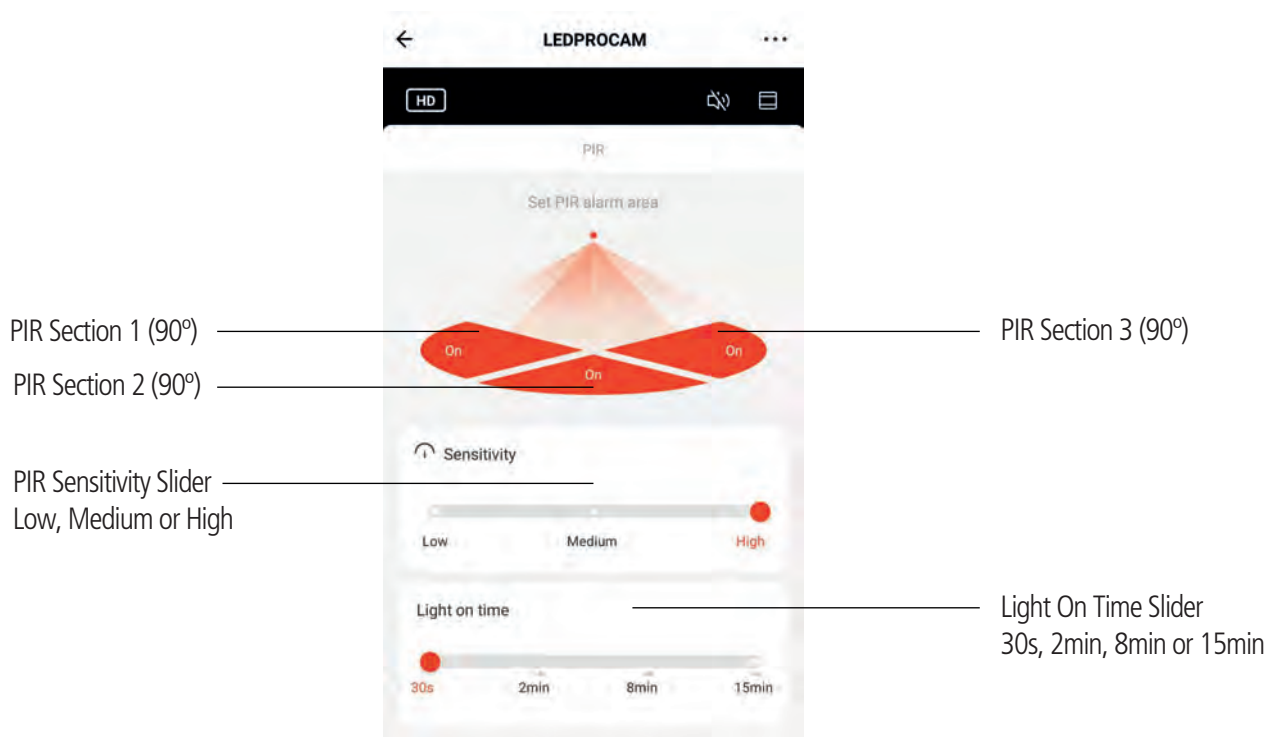 LEDPROCAM
HD
PIR
Set PIR alarm area
PIR Section 1 (90º)
PIR Section 3 (90º)
On
On
On
PIR Section 2 (90º)
Sensitivity
PIR Sensitivity Slider
Low, Medium or High
Low Medium High
Light on time
Light On Time Slider
30s, 2min, 8min or 15min
30s 2min 8min 15min